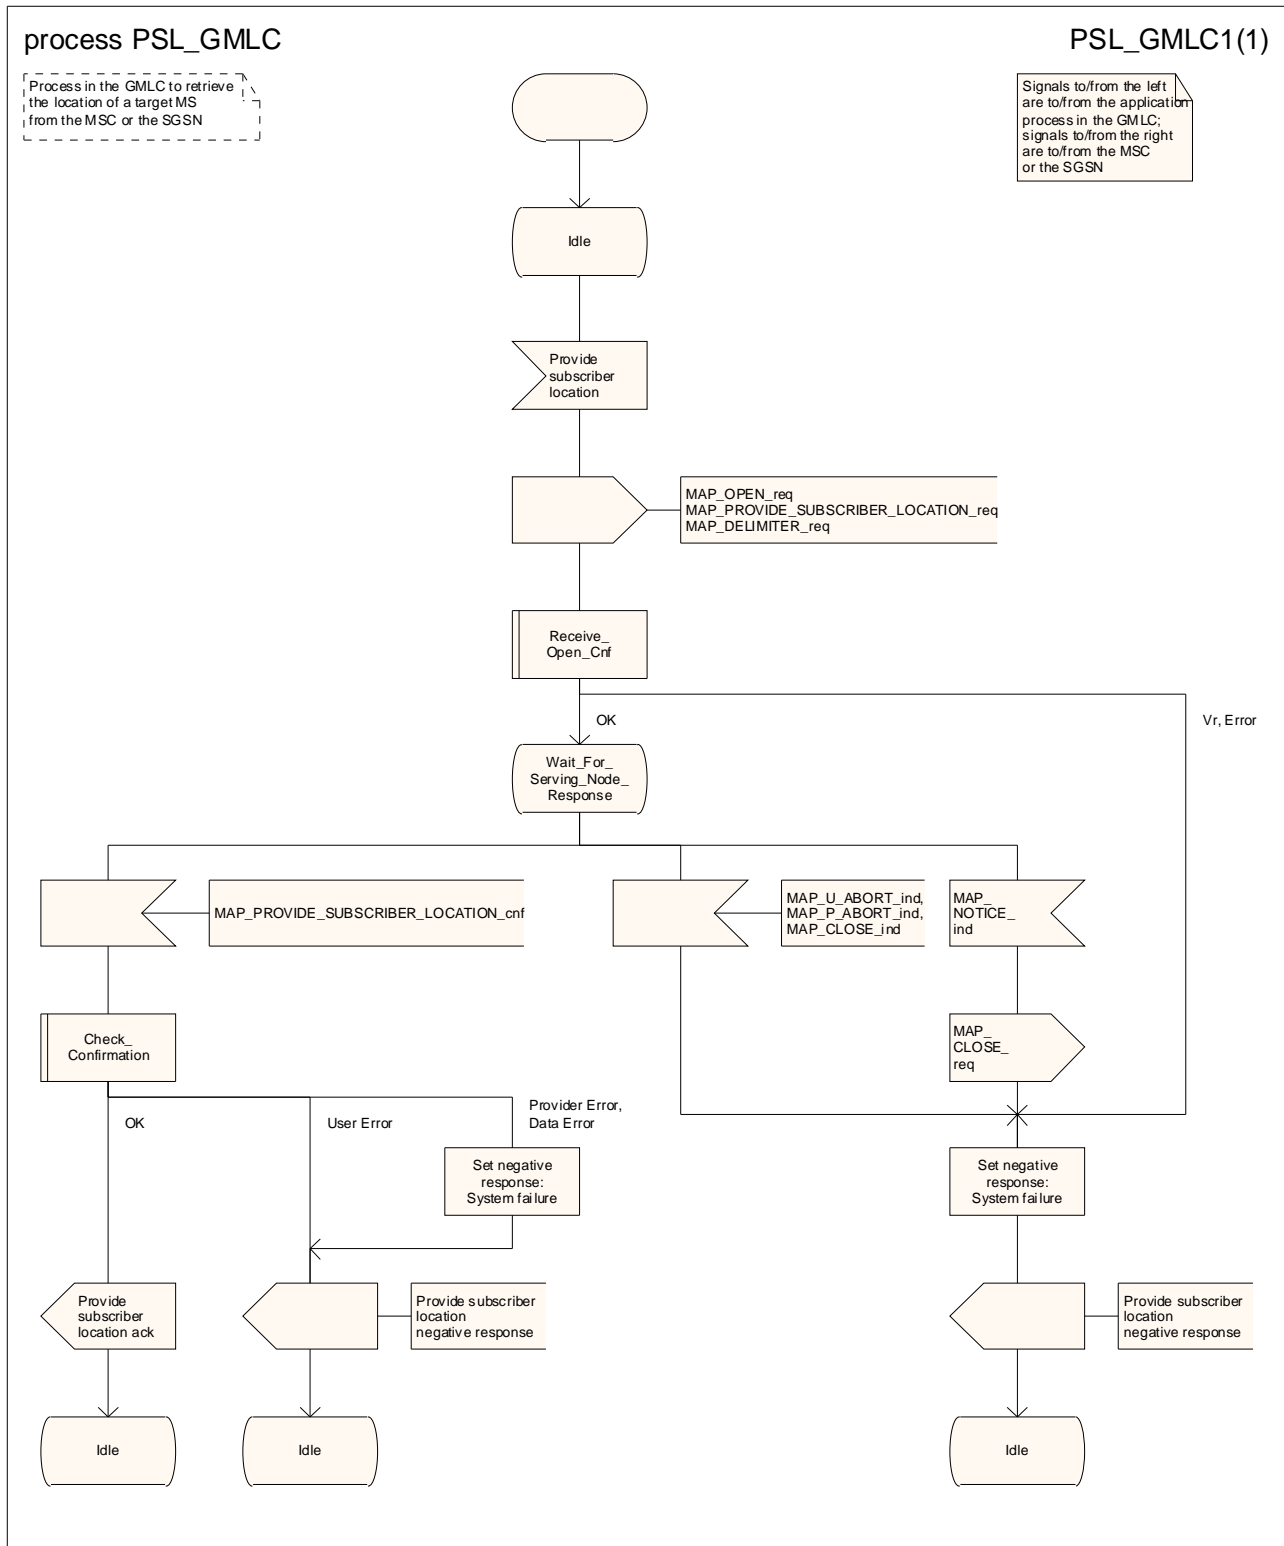 process PSL_GMLC
PSL_GMLC1(1)
Process in the GMLC to retrieve
the location of a target MS
from the MSC or the SGSN
Signals to/from the left
are to/from the application
process in the GMLC;
signals to/from the right
are to/from the MSC
or the SGSN
Idle
Provide
subscriber
location
MAP_OPEN_req
MAP_PROVIDE_SUBSCRIBER_LOCATION_req
MAP_DELIMITER_req
Receive_
Open_Cnf
OK
Vr, Error
Wait_For_
Serving_Node_
Response
MAP_PROVIDE_SUBSCRIBER_LOCATION_cnf
MAP_U_ABORT_ind,
MAP_P_ABORT_ind,
MAP_CLOSE_ind
MAP_
NOTICE_
ind
Check_
Confirmation
MAP_
CLOSE_
req
OK
User Error
Provider Error,
Data Error
Set negative
response:
System failure
Set negative
response:
System failure
Provide
subscriber
location ack
Provide subscriber
location
negative response
Provide subscriber
location
negative response
Idle
Idle
Idle